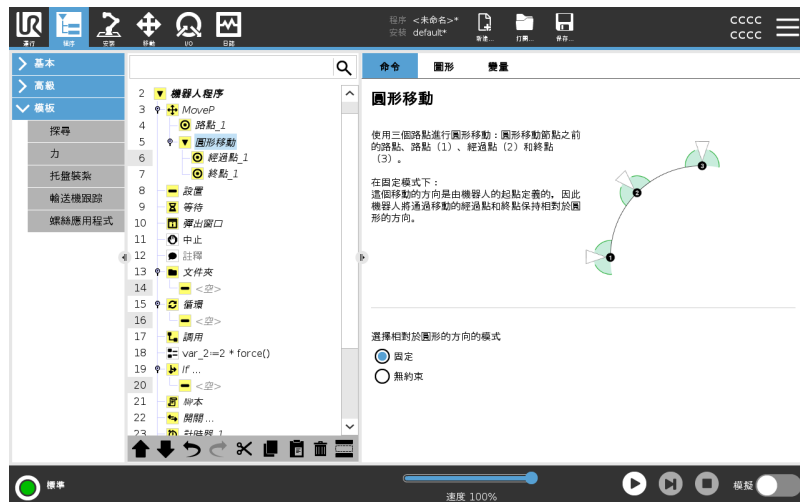 UR
運行
程序
安裝
移動
I/O
日誌
程序 <未命名>*
安裝 default*
新建...
打開...
保存...
CCCC
CCCC
基本
高級
模板
探尋
力
托盤裝紮
輸送機跟踪
螺絲應用程式
2 機器人程序
3 MoveP
4 路點_1
5 圓形移動
6 經過點_1
7 終點_1
8 設置
9 等待
10 彈出窗口
11 中止
12 註釋
13 文件夾
14 <空>
15 循環
16 <空>
17 調用
18 var_2:=2 * force()
19 If ...
20 <空>
21 腳本
22 開關 ...
23 計時器_1
命令
圖形
變量
圓形移動
使用三個路點進行圓形移動：圓形移動節點之前
的路點、路點（1）、經過點（2）和終點
（3）。
在固定模式下：
這個移動的方向是由機器人的起點定義的，因此
機器人將通過移動的經過點和終點保持相對於圓
形的方向。
1
2
3
選擇相對於圓形的方向的模式
固定
無約束
標準
速度 100%
模擬